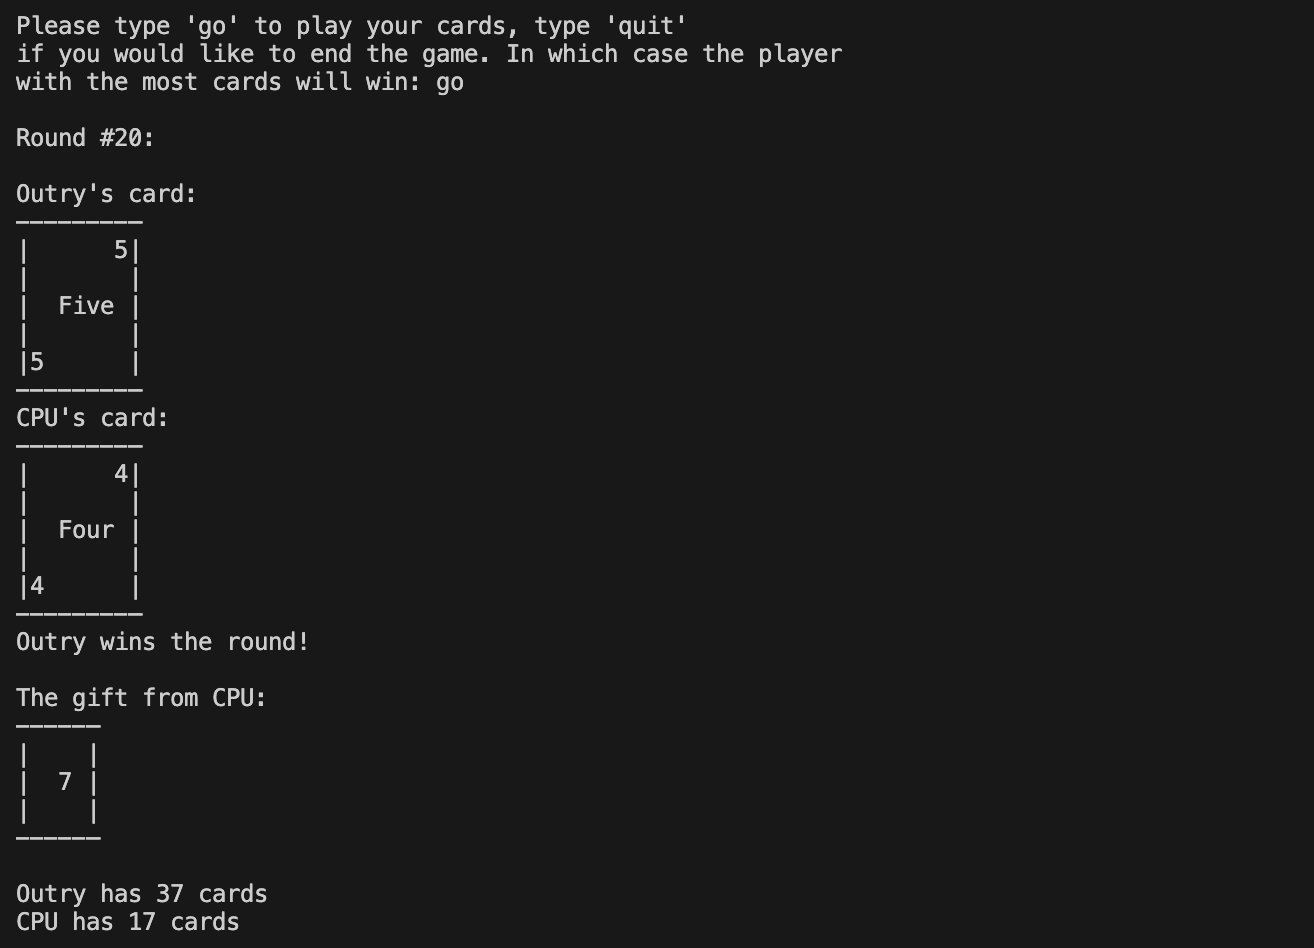 Please type 'go' to play your cards, type 'quit'
if you would like to end the game. In which case the player
with the most cards will win: go
Round #20:
Outry's card:
—————————
|      5|
|       |
|  Five |
|       |
|5      |
—————————
CPU's card:
—————————
|      4|
|       |
|  Four |
|       |
|4      |
—————————
Outry wins the round!
The gift from CPU:
——————
|    |
|  7 |
|    |
——————
Outry has 37 cards
CPU has 17 cards